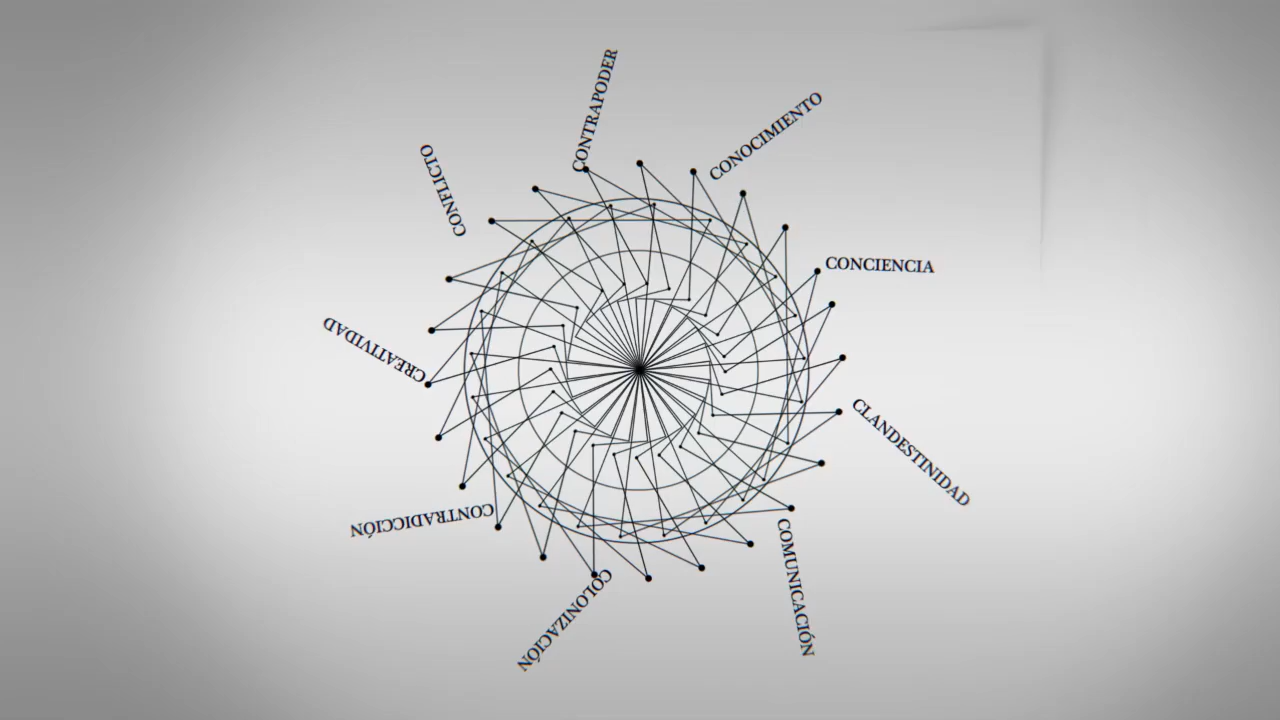 CONTRAPODER
CONOCIMIENTO
CONCIENCIA
CLANDESTINIDAD
COMUNICACIÓN
COLONIZACIÓN
CONTRADICCIÓN
CREATIVIDAD
CONFLICTO